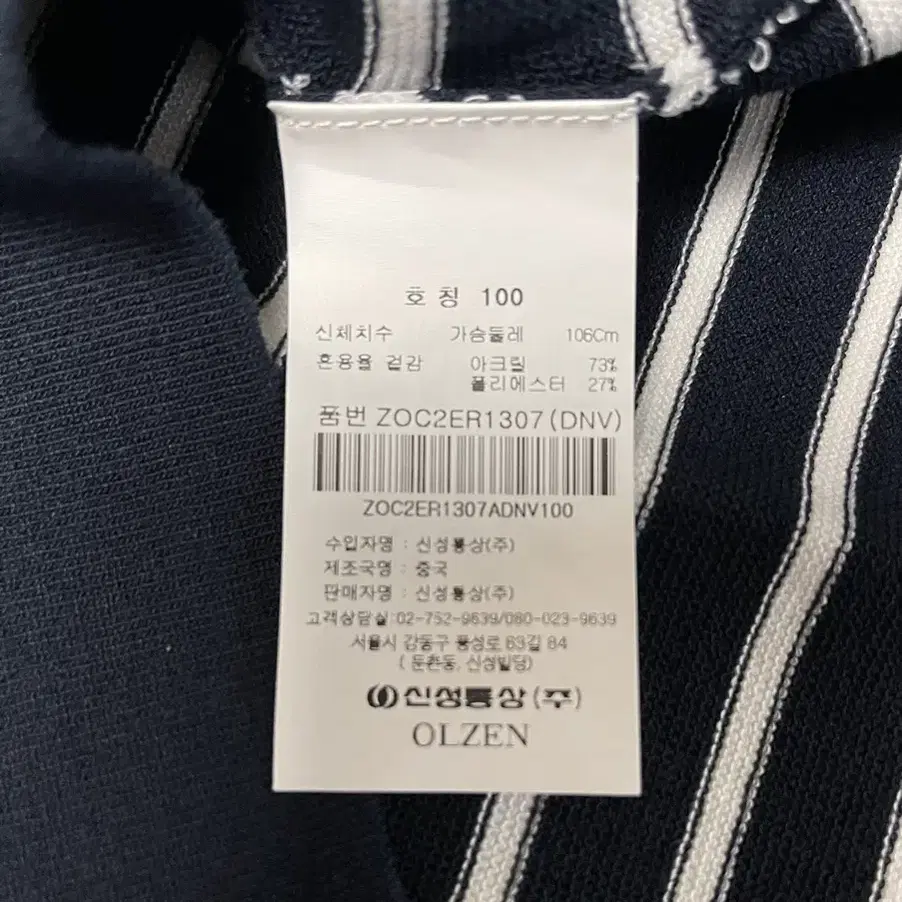 호 칭 100
신체치수 가슴둘레 106Cm
혼용율 겉감 아크릴 73%
폴리에스터 27%
품번 ZOC2ER1307(DNV)
ZOC2ER1307ADNV100
수입자명 : 신성통상(주)
제조국명 : 중국
판매자명 : 신성통상(주)
고객상담실:02-752-9639/080-023-9639
서울시 강동구 풍성로 63길 84
( 둔촌동, 신성빌딩)
신성통상(주)
OLZEN